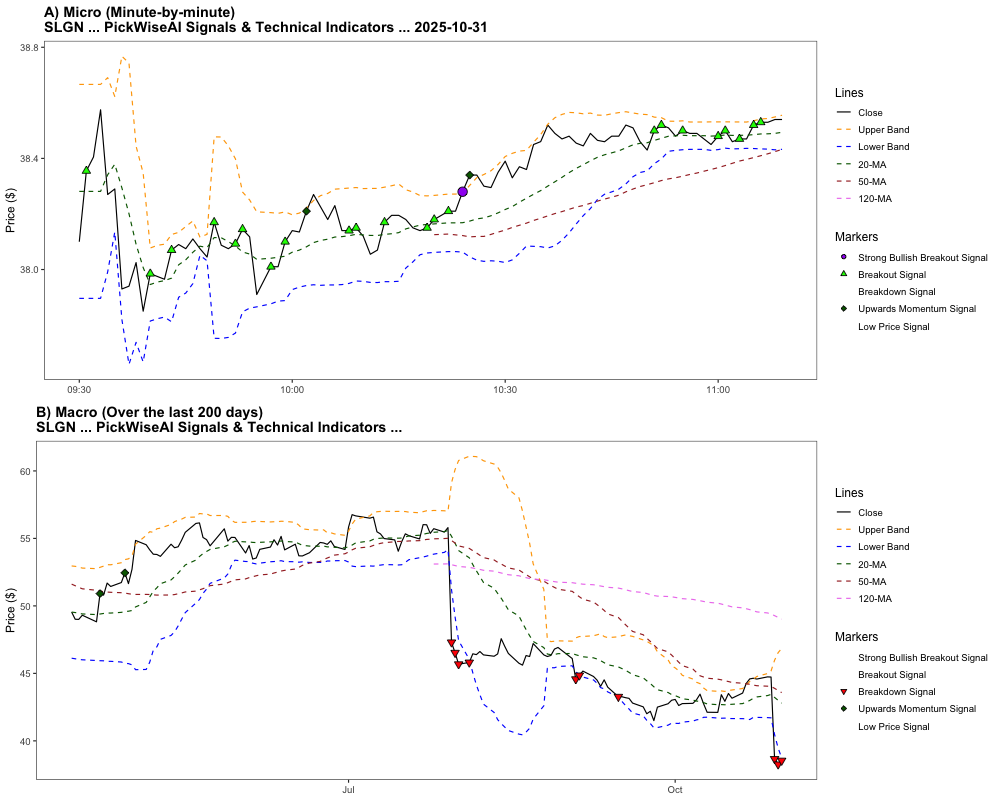 A) Micro (Minute-by-minute)
SLGN ... PickWiseAI Signals & Technical Indicators ... 2025-10-31
Price ($)
38.8
38.4
38.0
09:30
10:00
10:30
11:00
Lines
Close
Upper Band
Lower Band
20-MA
50-MA
120-MA
Markers
Strong Bullish Breakout Signal
Breakout Signal
Breakdown Signal
Upwards Momentum Signal
Low Price Signal
B) Macro (Over the last 200 days)
SLGN ... PickWiseAI Signals & Technical Indicators ...
Price ($)
60
55
50
45
40
Jul
Oct
Lines
Close
Upper Band
Lower Band
20-MA
50-MA
120-MA
Markers
Strong Bullish Breakout Signal
Breakout Signal
Breakdown Signal
Upwards Momentum Signal
Low Price Signal